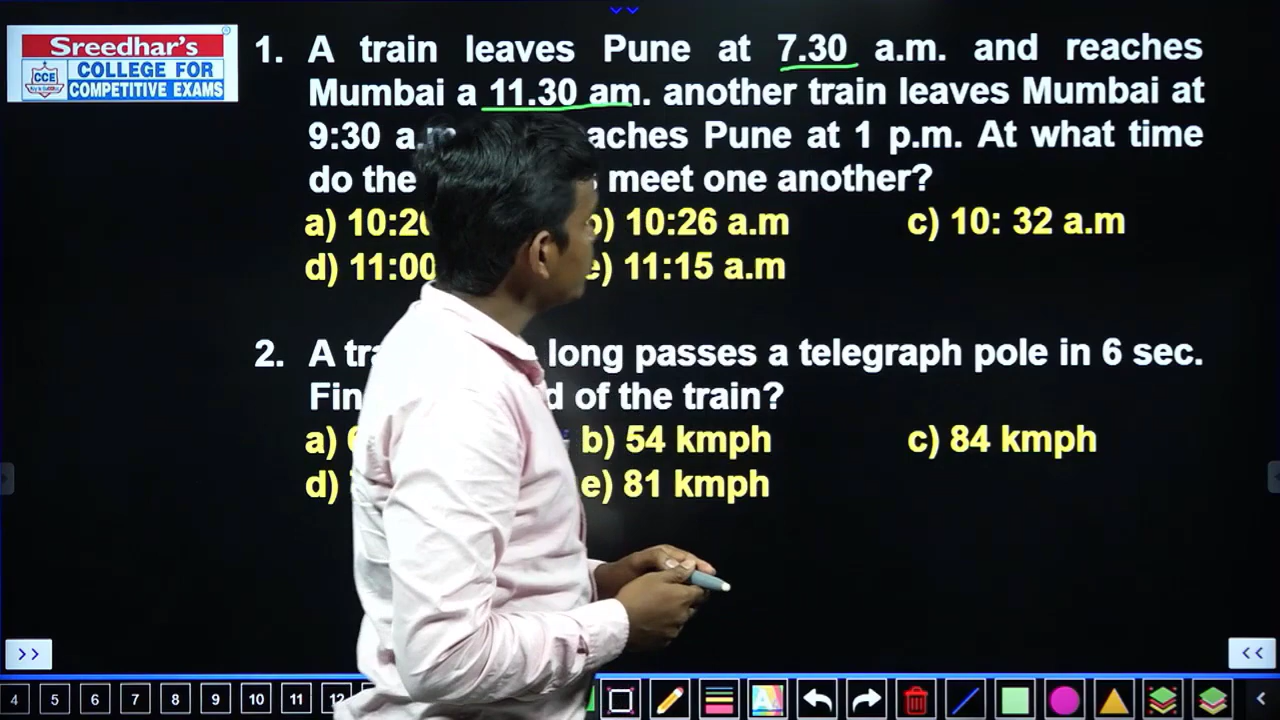 Sreedhar's
CCE
COLLEGE FOR
COMPETITIVE EXAMS
1. A train leaves Pune at 7.30 a.m. and reaches
Mumbai a 11.30 am. another train leaves Mumbai at
9:30 aches Pune at 1 p.m. At what time
do the meet one another?
a) 10:2 b) 10:26 a.m c) 10: 32 a.m
d) 11:00 e) 11:15 a.m
2. A long passes a telegraph pole in 6 sec.
of the train?
a) b) 54 kmph c) 84 kmph
d) e) 81 kmph
>> <<
4 5 6 7 8 9 10 11 12